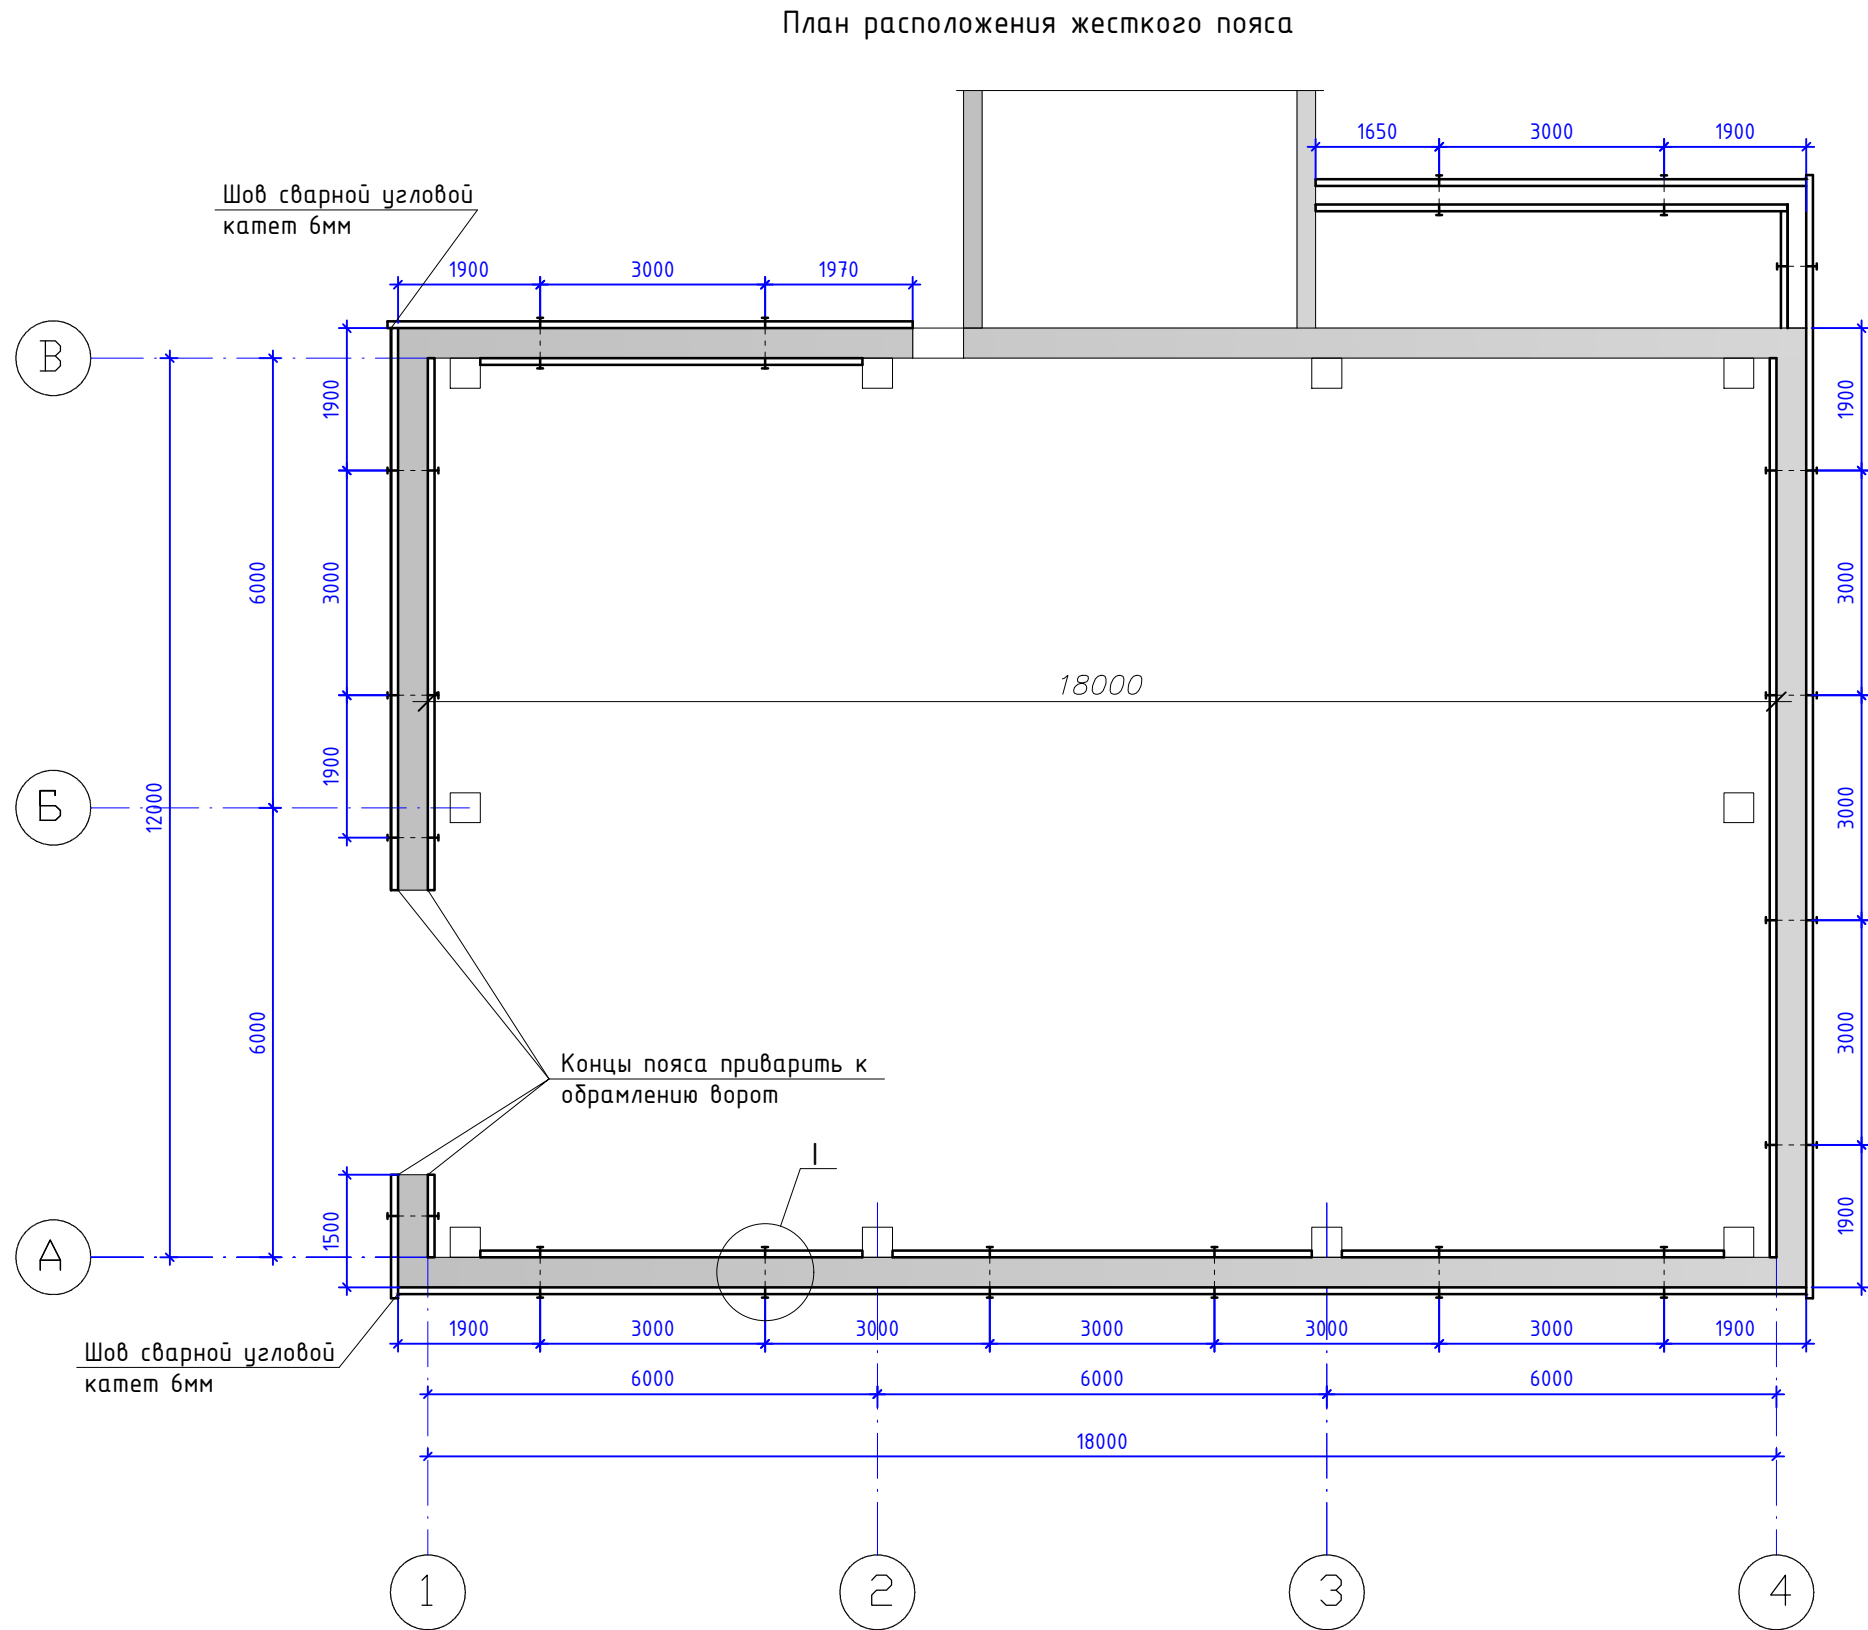 План расположения жесткого пояса
1650 3000 1900
Шов сварной угловой
катет 6мм
1900 3000 1970
В
1900
1900
6000
3000
3000
18000
1900
12000
Б
3000
6000
3000
Концы пояса приварить к
обрамлению ворот
I
1500
1900
А
1900 3000 3000 3000 3000 3000 1900
Шов сварной угловой
катет 6мм
6000 6000 6000
18000
1 2 3 4